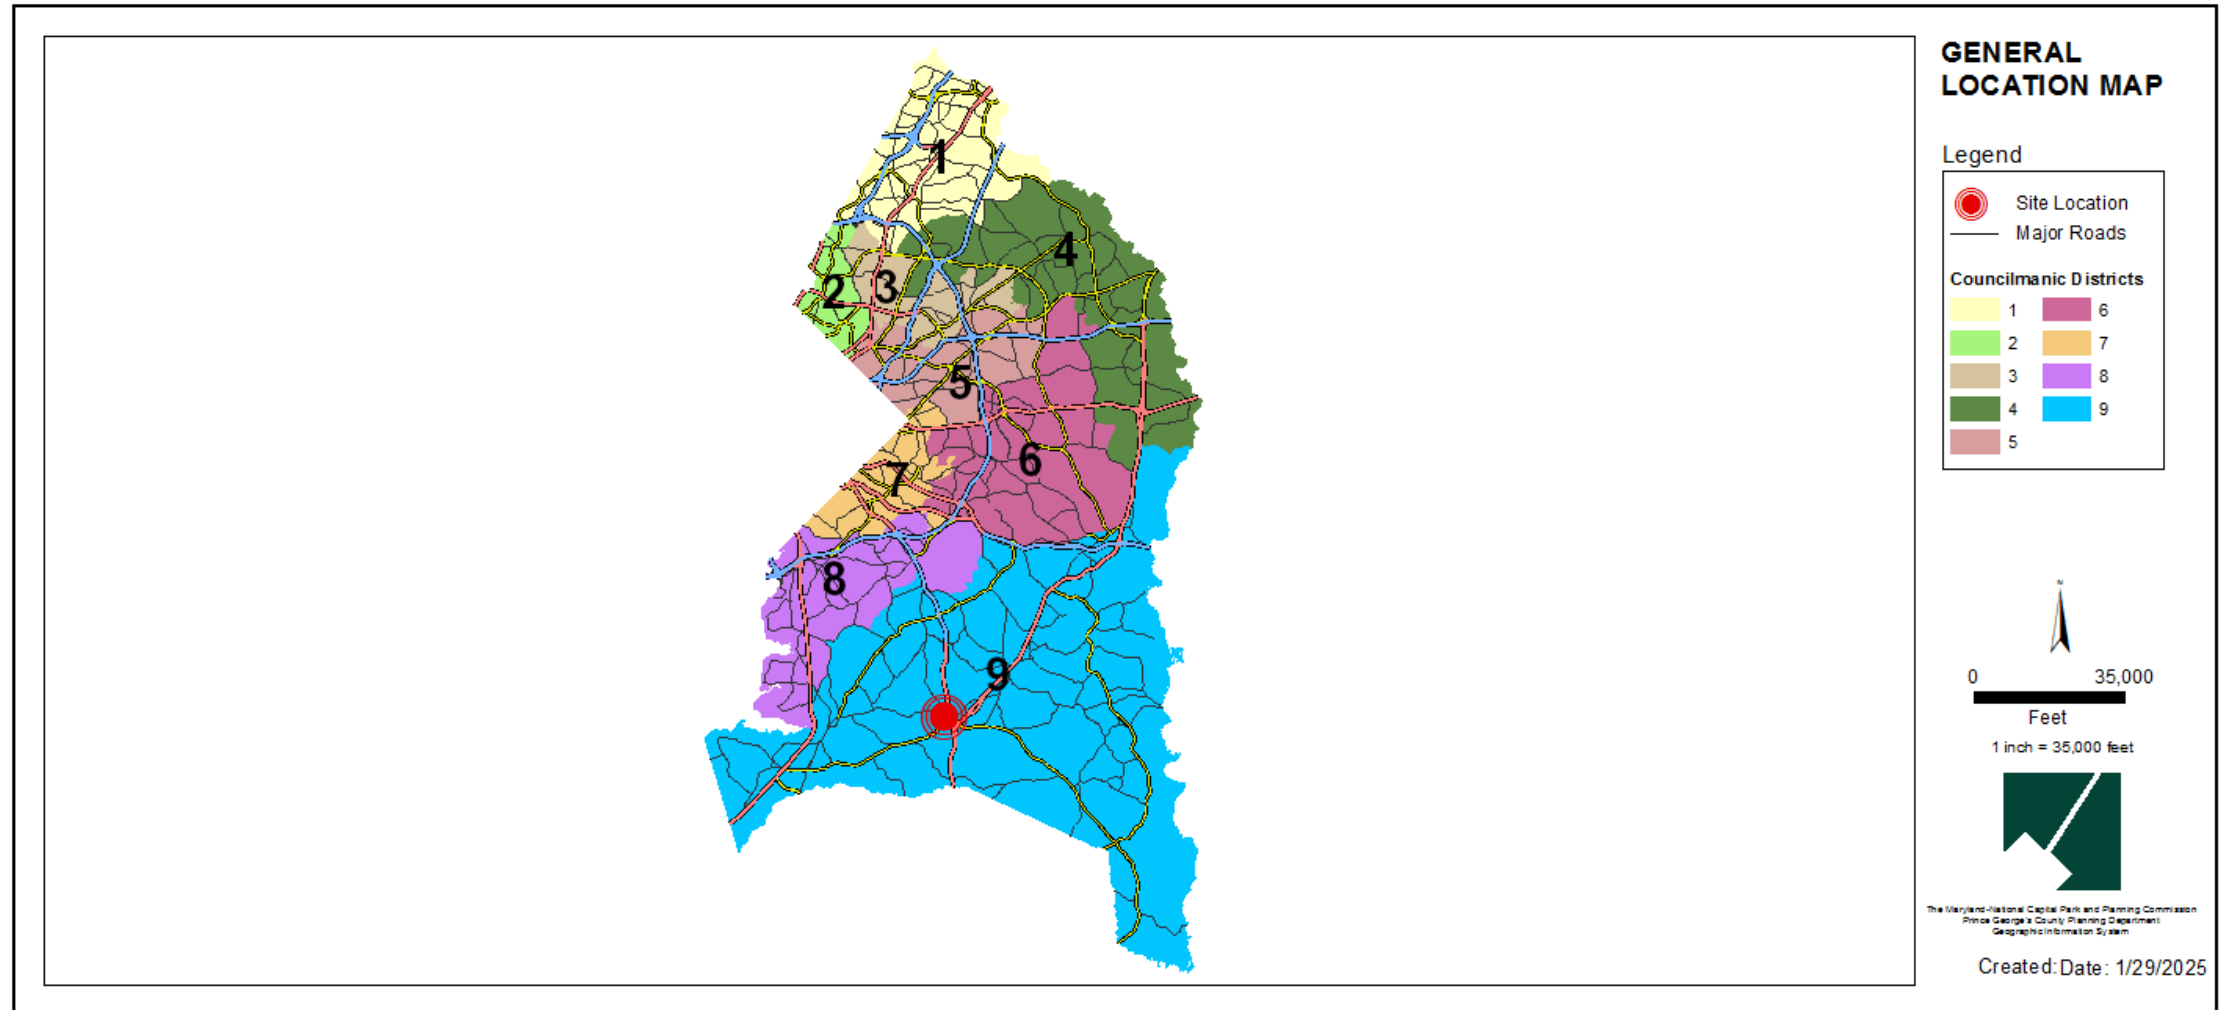 GENERAL
LOCATION MAP
Legend
Site Location
Major Roads
Councilmanic Districts
1 6
2 7
3 8
4 9
5
1
4
2
3
5
6
7
8
9
N
0 35,000
Feet
1 inch = 35,000 feet
The Maryland-National Capital Park and Planning Commission
Prince George's County Planning Department
Geographic Information System
Created: Date: 1/29/2025